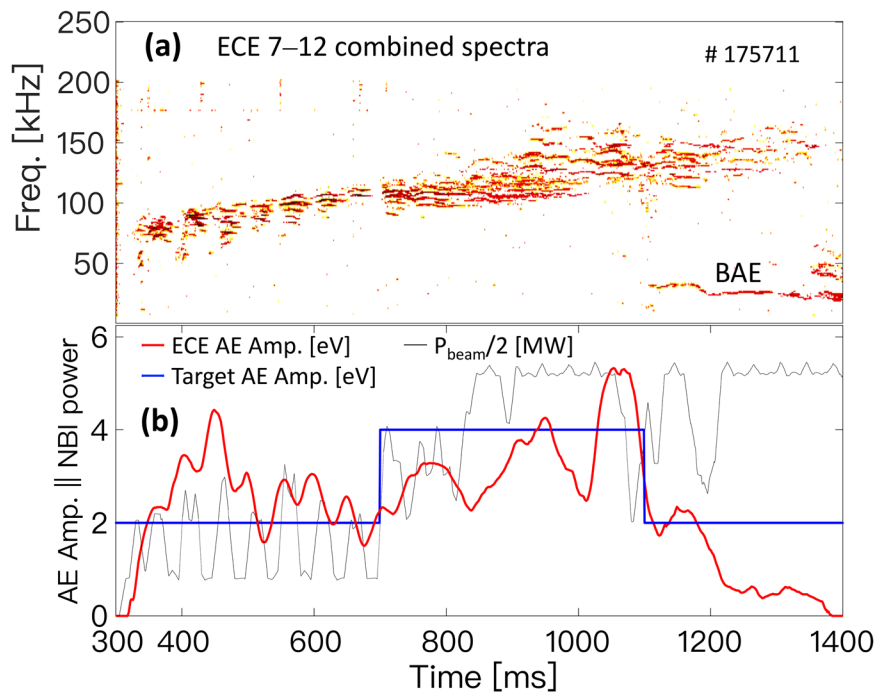 (a) ECE 7–12 combined spectra # 175711
Freq. [kHz]
250
200
150
100
50
BAE
ECE AE Amp. [eV] P_beam/2 [MW]
Target AE Amp. [eV]
(b)
AE Amp. || NBI power
6
4
2
0
300 400 600 800 1000 1200 1400
Time [ms]